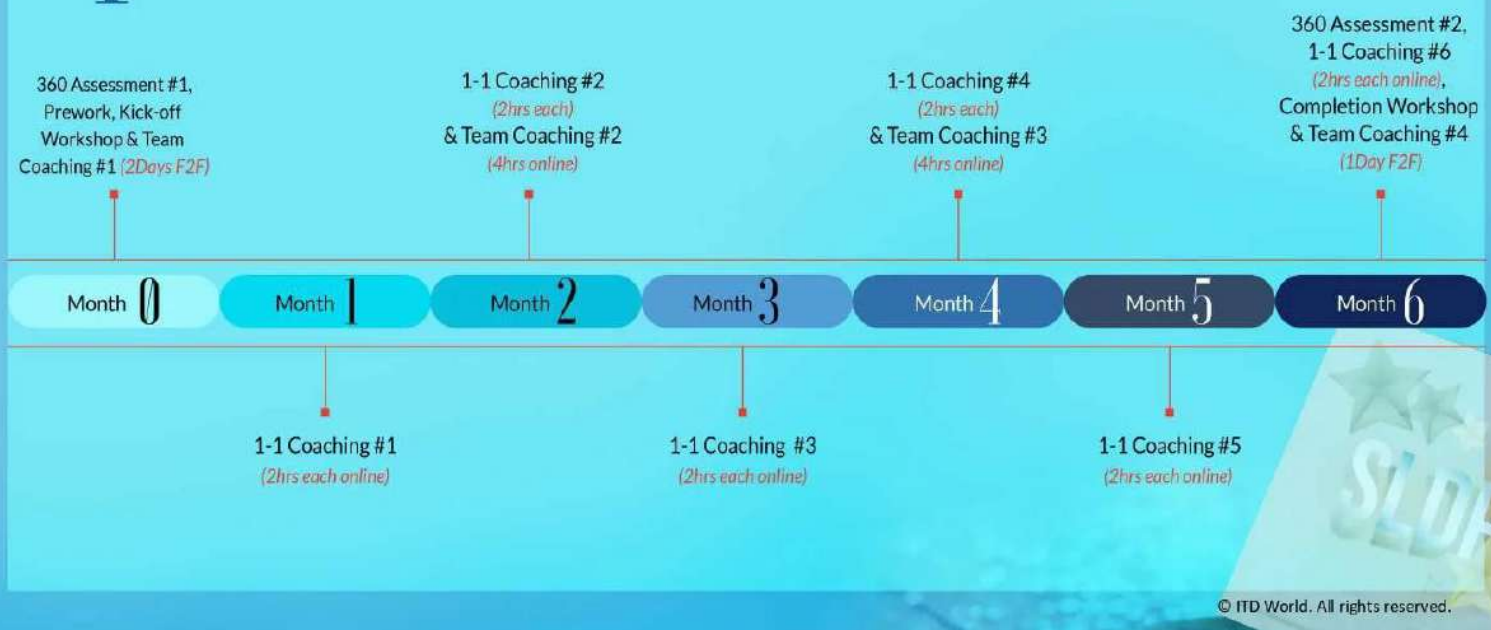 360 Assessment #1,
Prework, Kick-off
Workshop & Team
Coaching #1 (2Days F2F)
1-1 Coaching #2
(2hrs each)
& Team Coaching #2
(4hrs online)
1-1 Coaching #4
(2hrs each)
& Team Coaching #3
(4hrs online)
360 Assessment #2,
1-1 Coaching #6
(2hrs each online),
Completion Workshop
& Team Coaching #4
(1Day F2F)
Month 0
Month 1
Month 2
Month 3
Month 4
Month 5
Month 6
1-1 Coaching #1
(2hrs each online)
1-1 Coaching #3
(2hrs each online)
1-1 Coaching #5
(2hrs each online)
© ITD World. All rights reserved.